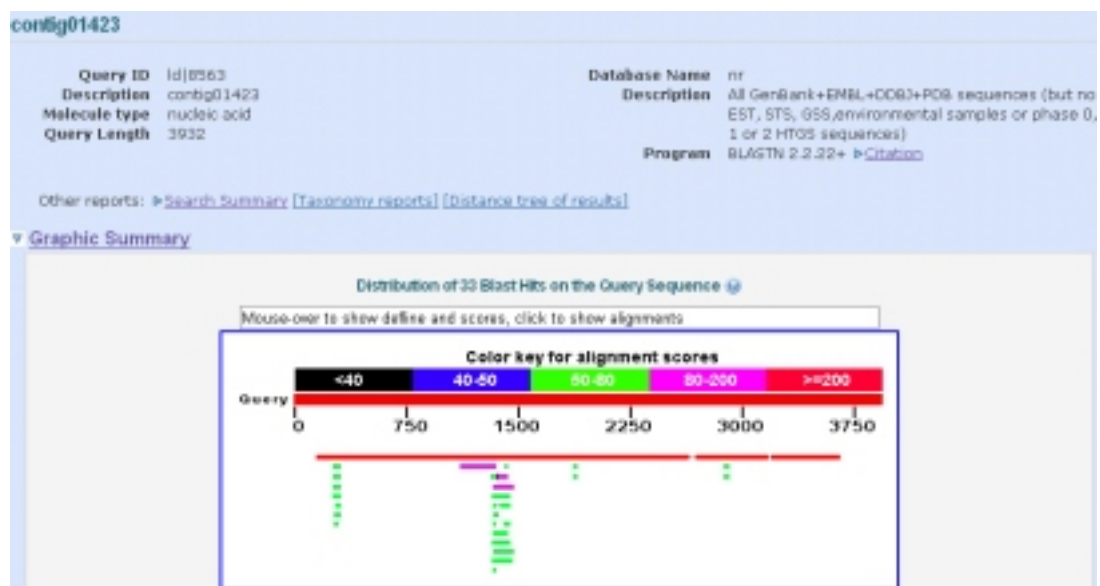 contig01423
Query ID ld|8563
Description contig01423
Molecule type nucleic acid
Query Length 3932
Database Name nr
Description All GenBank+EMBL+DDBJ+PDB sequences (but no
EST, STS, GSS,environmental samples or phase 0,
1 or 2 HTGS sequences)
Program BLASTN 2.2.22+ Citation
Other reports: Search Summary [Taxonomy reports] [Distance tree of results]
Graphic Summary
Distribution of 33 Blast Hits on the Query Sequence
Mouse-over to show defline and scores, click to show alignments
Color key for alignment scores
<40 40-50 50-80 80-200 >=200
Query
0 750 1500 2250 3000 3750